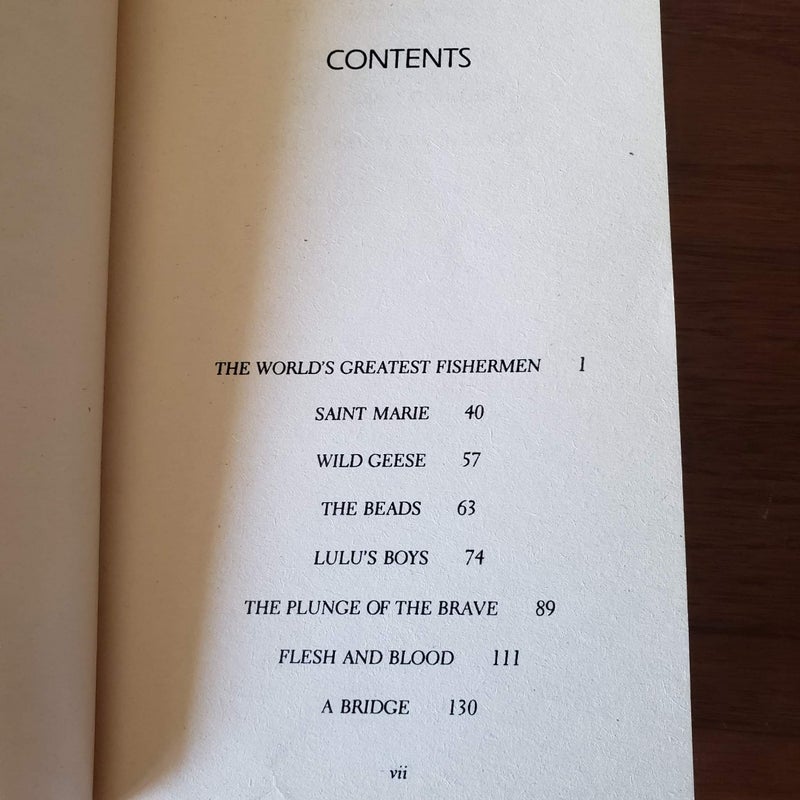 CONTENTS
THE WORLD'S GREATEST FISHERMEN 1
SAINT MARIE 40
WILD GEESE 57
THE BEADS 63
LULU'S BOYS 74
THE PLUNGE OF THE BRAVE 89
FLESH AND BLOOD 111
A BRIDGE 130
vii